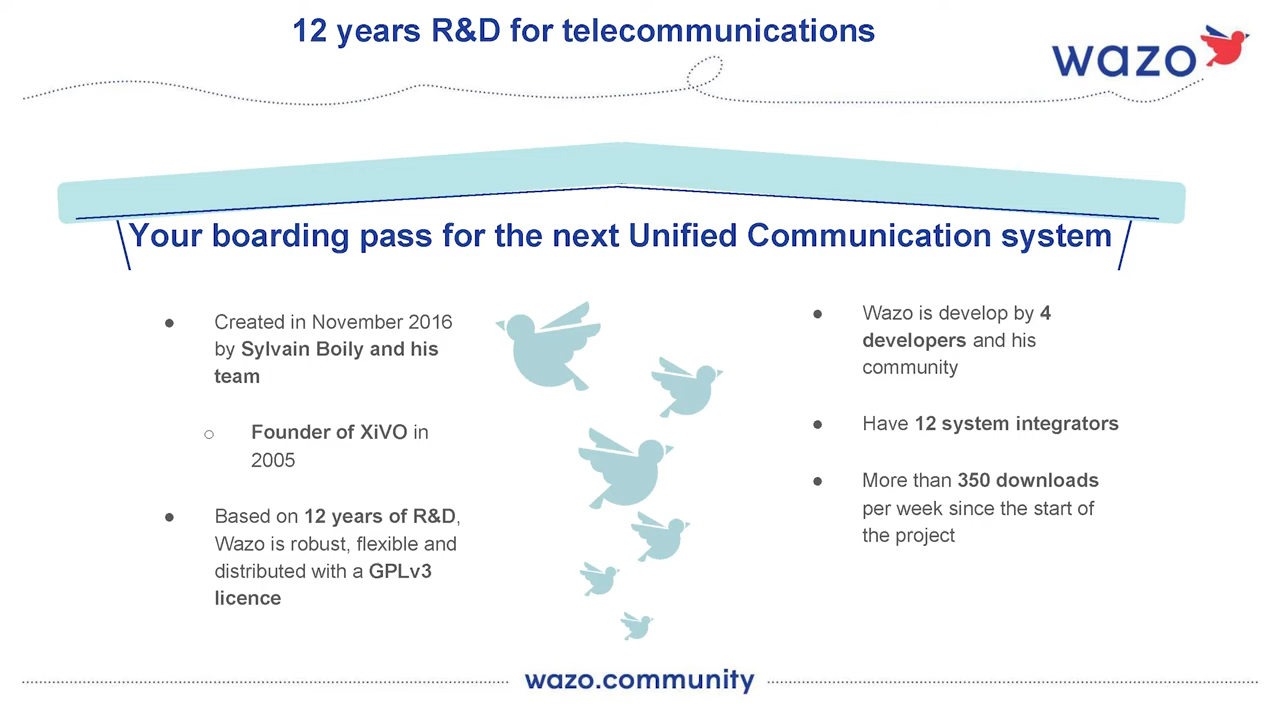 12 years R&D for telecommunications
wazo
Your boarding pass for the next Unified Communication system
● Created in November 2016
by Sylvain Boily and his
team
○ Founder of XiVO in
2005
● Based on 12 years of R&D,
Wazo is robust, flexible and
distributed with a GPLv3
licence
● Wazo is develop by 4
developers and his
community
● Have 12 system integrators
● More than 350 downloads
per week since the start of
the project
wazo.community